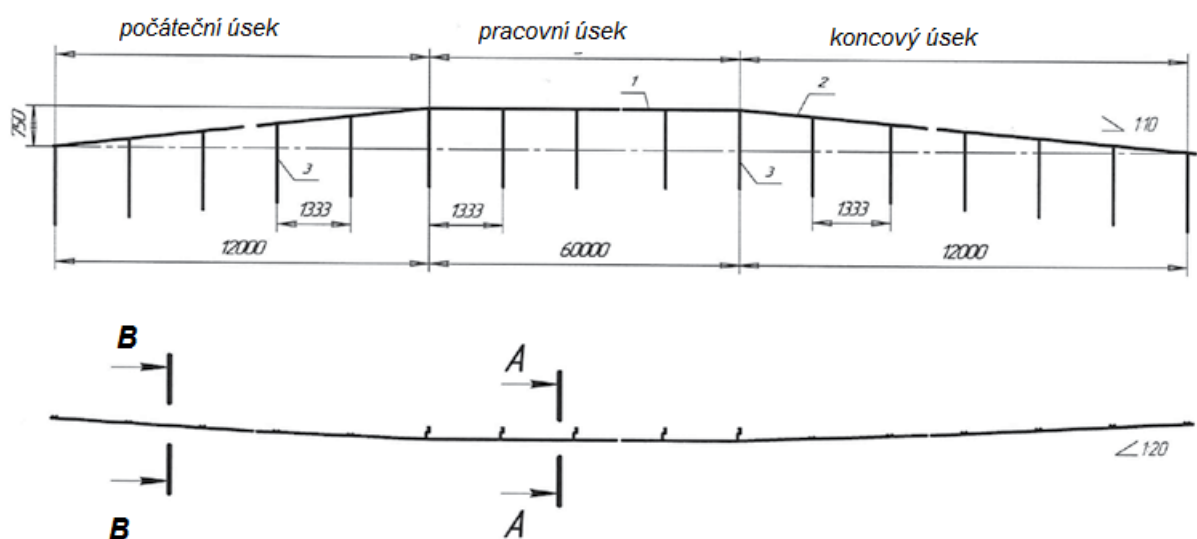 počáteční úsek
pracovní úsek
koncový úsek
1
2
750
110
3
3
1333
1333
1333
12000
60000
12000
B
A
120
B
A